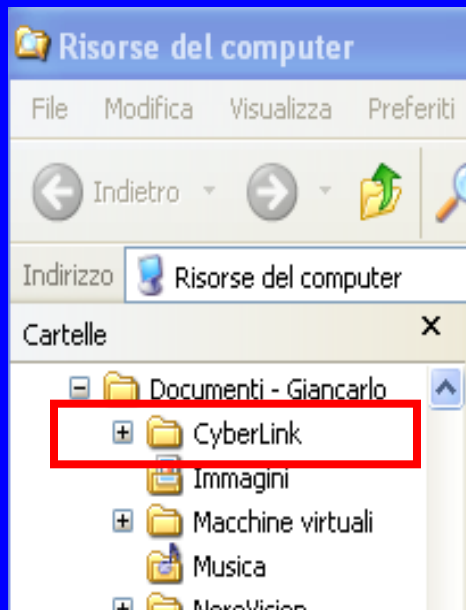 Risorse del computer
File Modifica Visualizza Preferiti
Indietro
Indirizzo Risorse del computer
Cartelle
Documenti - Giancarlo
CyberLink
Immagini
Macchine virtuali
Musica
NeroVision